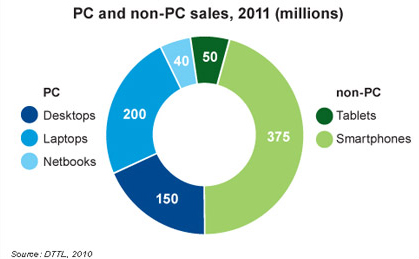 PC and non-PC sales, 2011 (millions)
PC
Desktops
Laptops
Netbooks
40
50
200
375
150
non-PC
Tablets
Smartphones
Source: DTTL, 2010